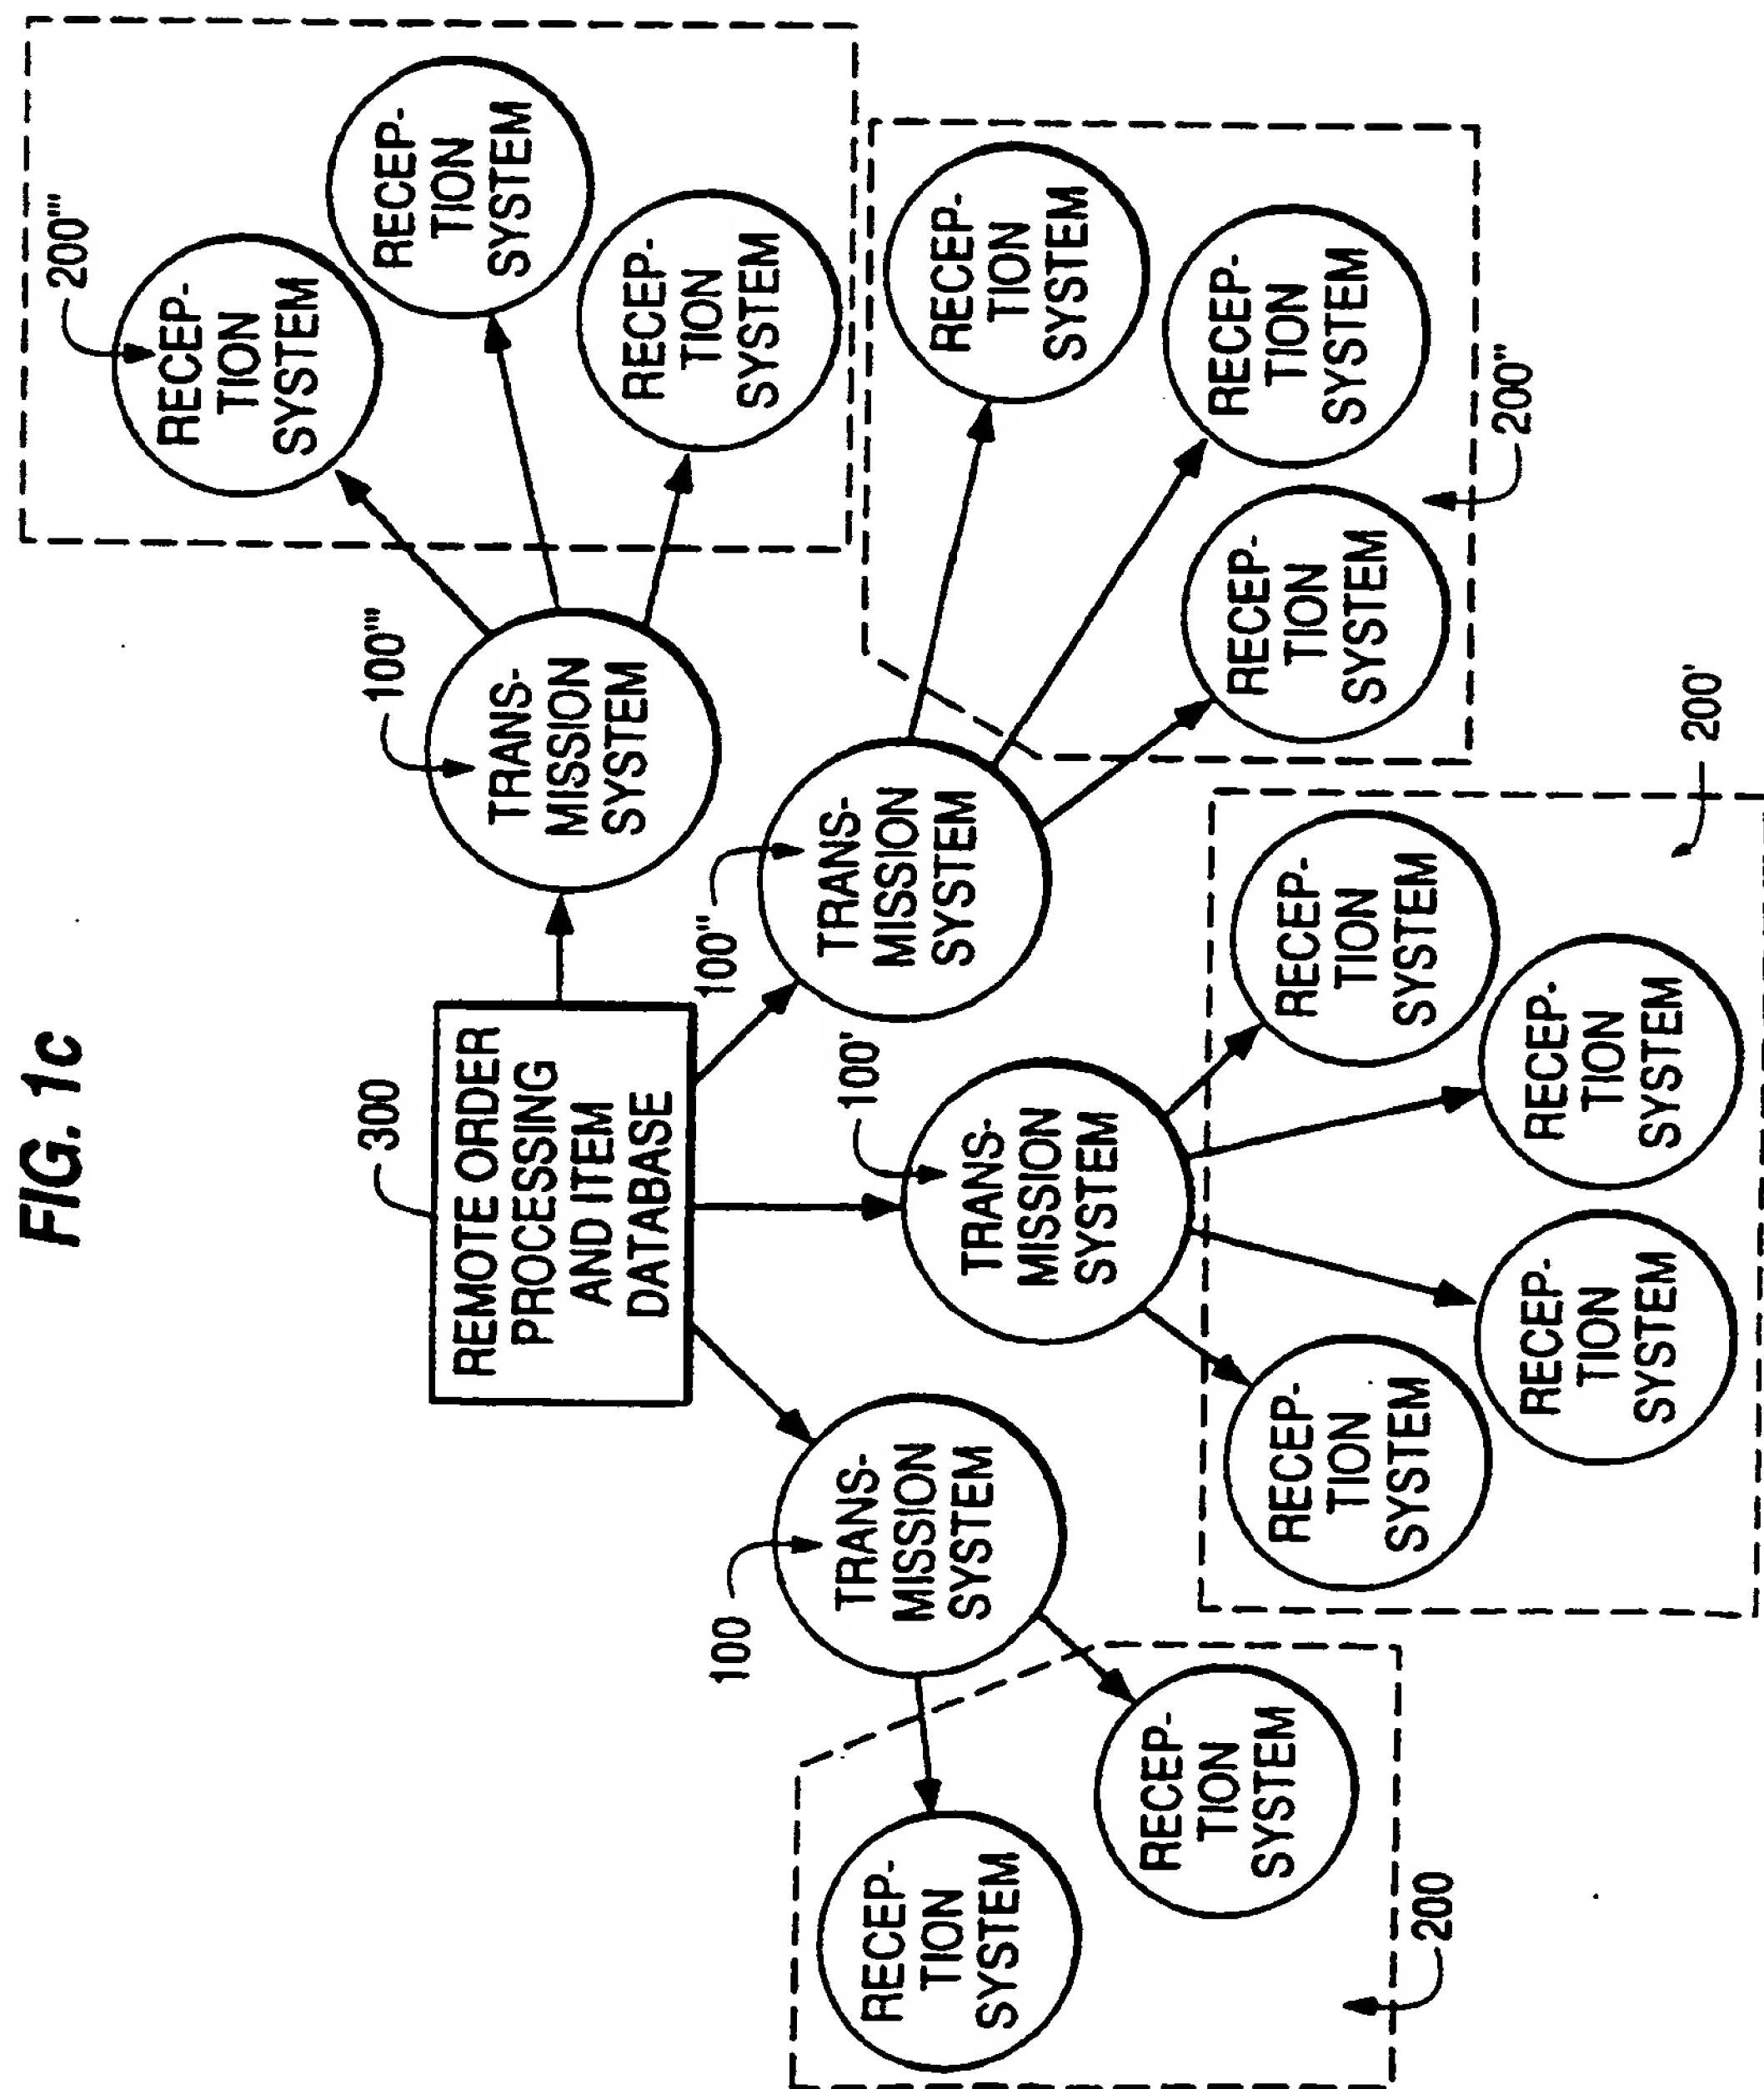 FIG. 1c
300
REMOTE ORDER
PROCESSING
AND ITEM
DATABASE
100
TRANS-
MISSION
SYSTEM
100'
TRANS-
MISSION
SYSTEM
100"
TRANS-
MISSION
SYSTEM
100'"
TRANS-
MISSION
SYSTEM
200
RECEP-
TION
SYSTEM
RECEP-
TION
SYSTEM
200'
RECEP-
TION
SYSTEM
RECEP-
TION
SYSTEM
RECEP-
TION
SYSTEM
RECEP-
TION
SYSTEM
200"
RECEP-
TION
SYSTEM
RECEP-
TION
SYSTEM
RECEP-
TION
SYSTEM
200'"
RECEP-
TION
SYSTEM
RECEP-
TION
SYSTEM
RECEP-
TION
SYSTEM